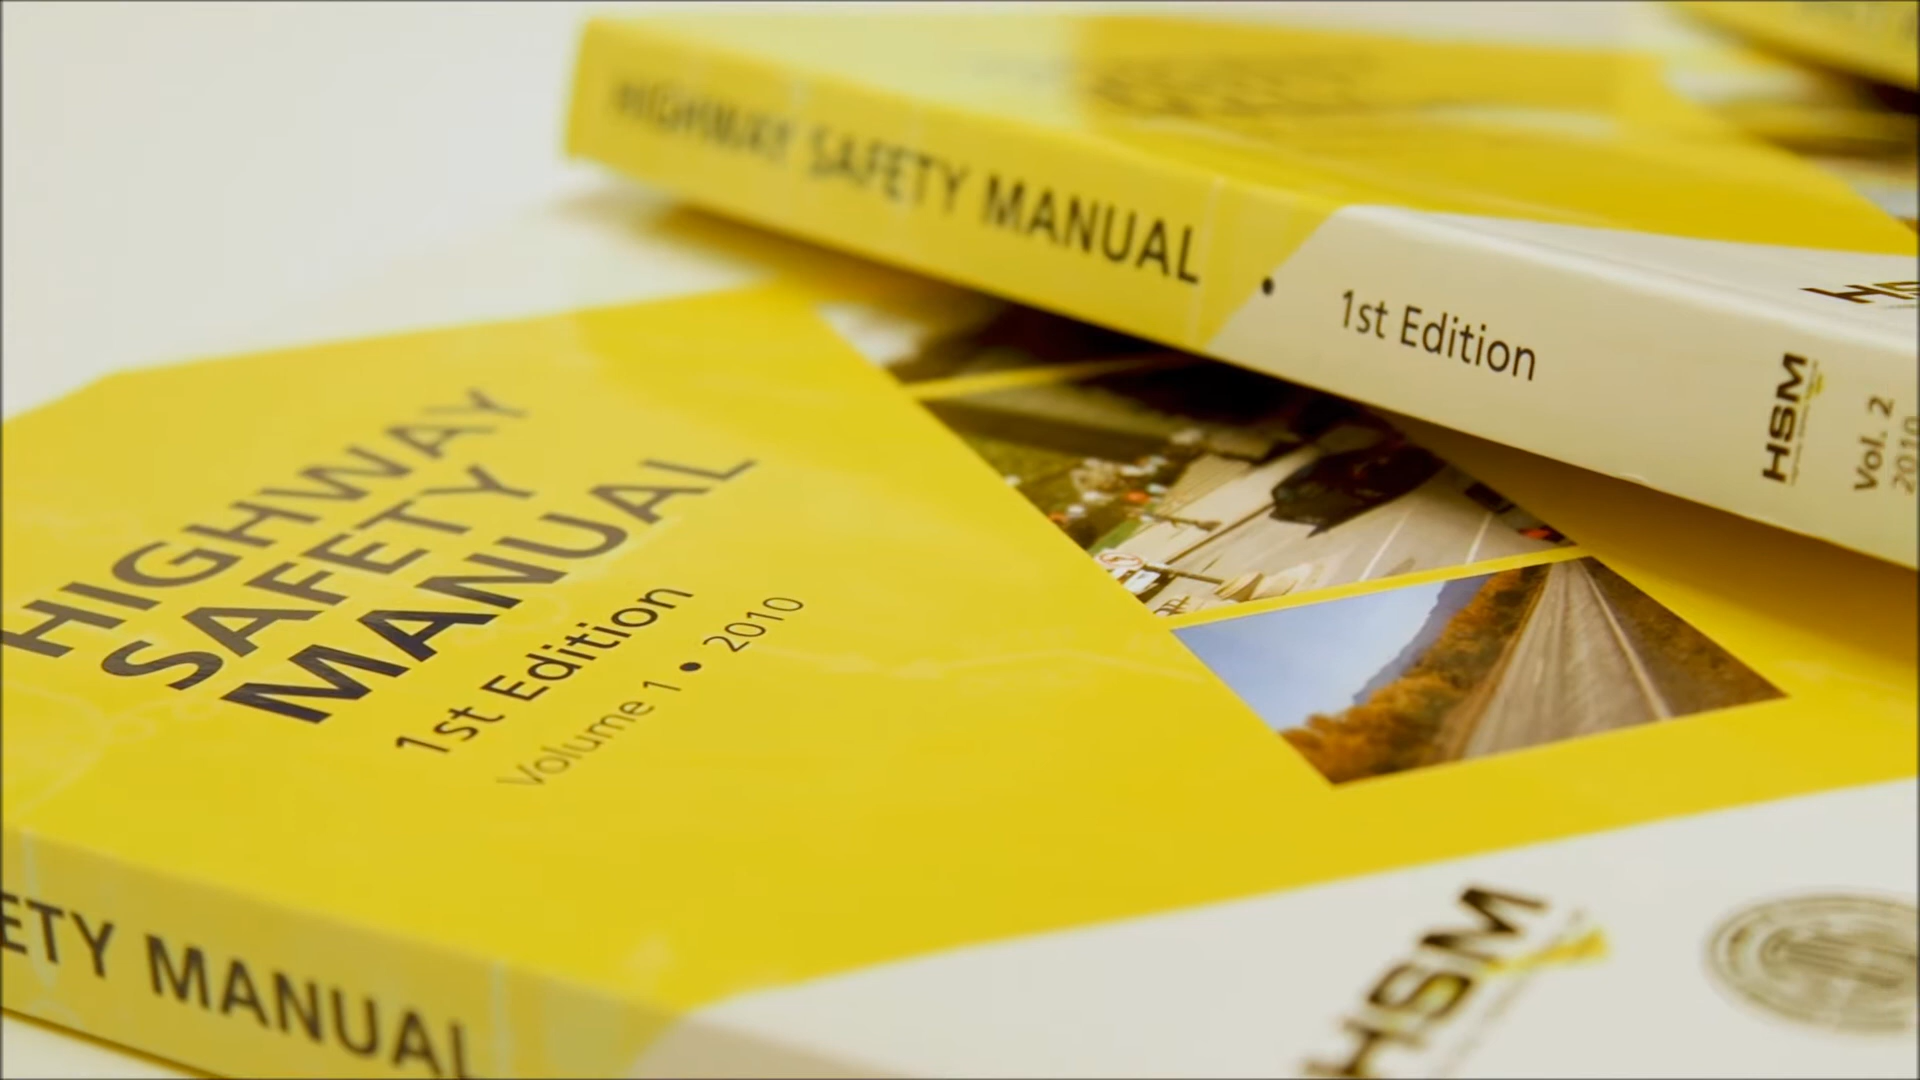 HIGHWAY SAFETY MANUAL • 1st Edition
HSM
Vol. 2
2010
HIGHWAY
SAFETY
MANUAL
1st Edition
Volume 1 • 2010
ETY MANUAL
HSM